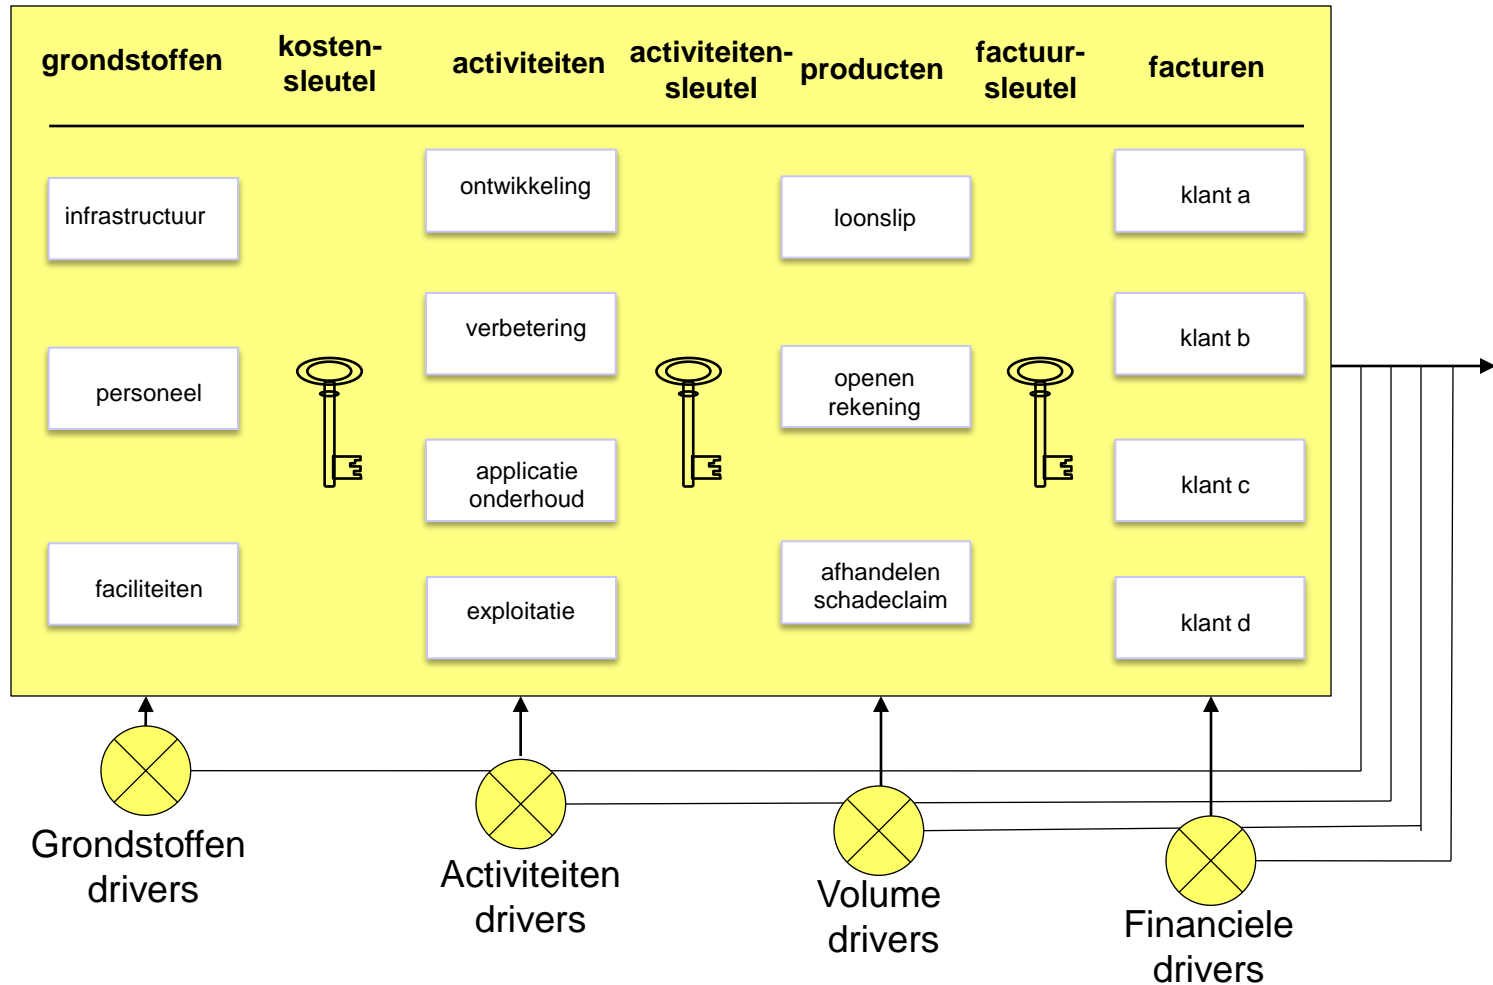 grondstoffen
kosten-
sleutel
activiteiten
activiteiten-
sleutel
producten
factuur-
sleutel
facturen
infrastructuur
personeel
faciliteiten
ontwikkeling
verbetering
applicatie
onderhoud
exploitatie
loonslip
openen
rekening
afhandelen
schadeclaim
klant a
klant b
klant c
klant d
Grondstoffen
drivers
Activiteiten
drivers
Volume
drivers
Financiele
drivers